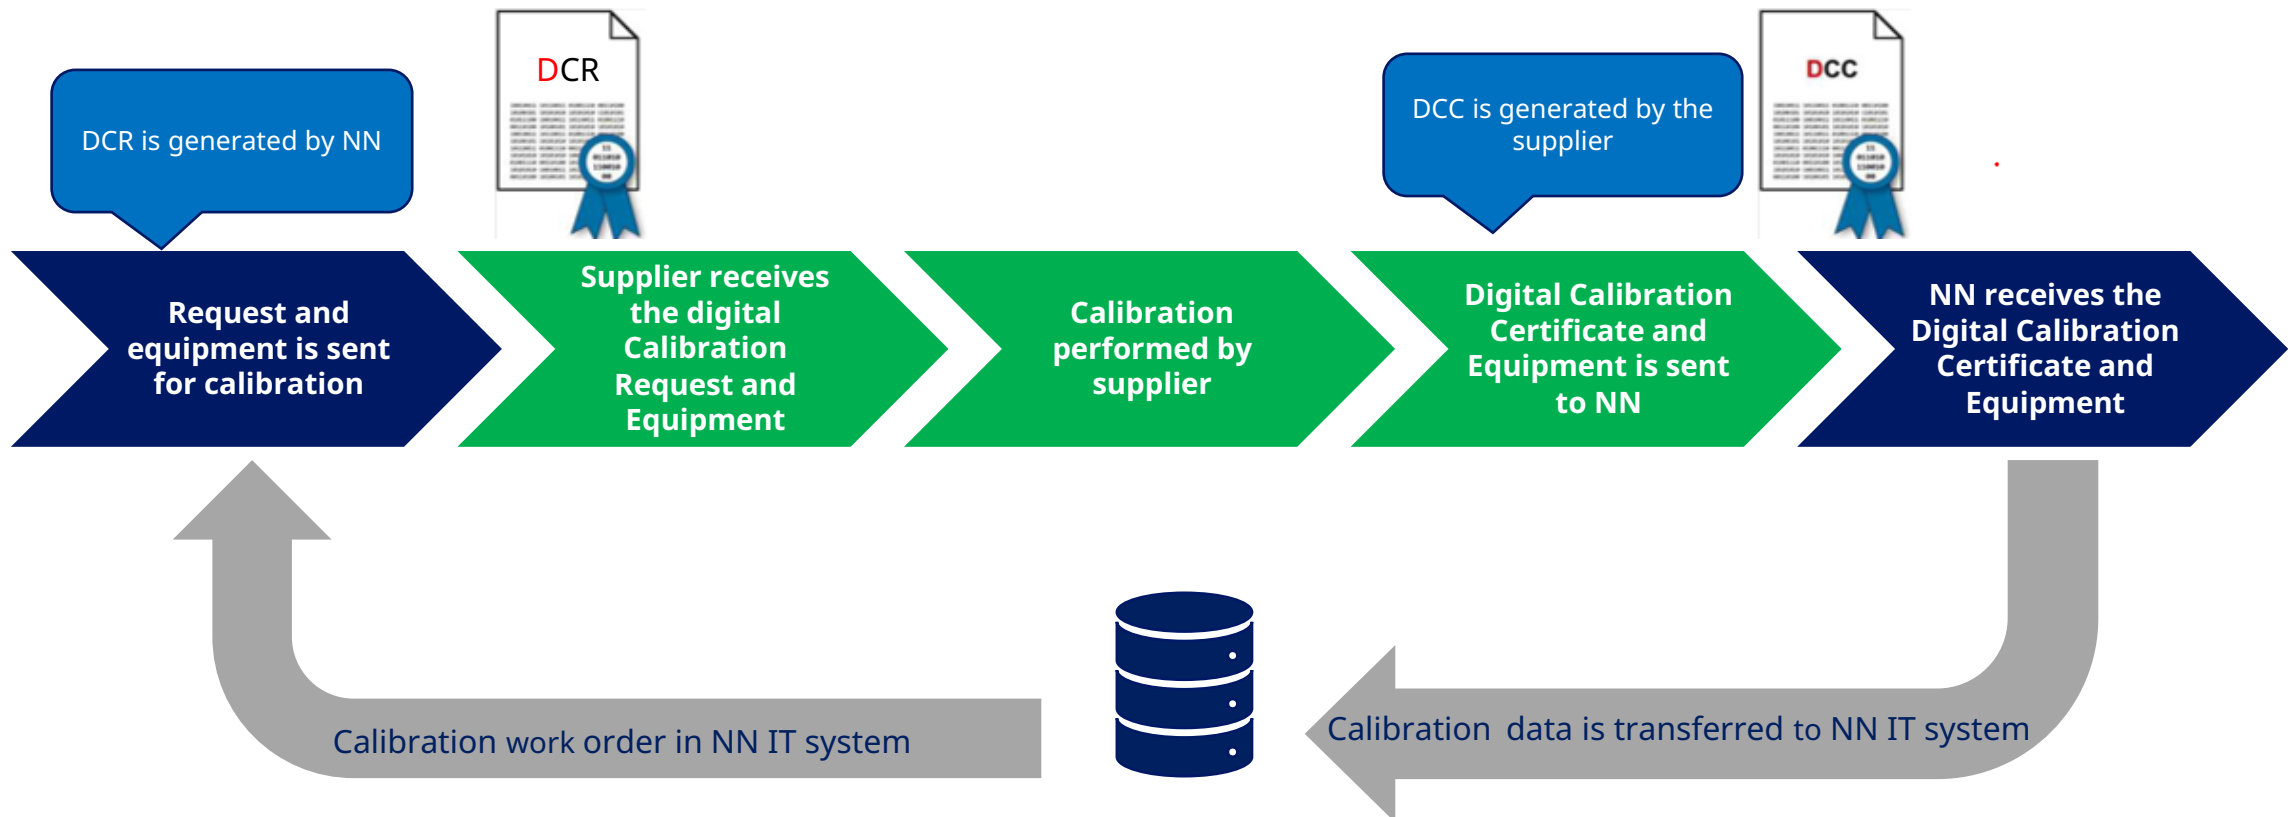 DCR is generated by NN
DCR
DCC is generated by the
supplier
DCC
Request and
equipment is sent
for calibration
Supplier receives
the digital
Calibration
Request and
Equipment
Calibration
performed by
supplier
Digital Calibration
Certificate and
Equipment is sent
to NN
NN receives the
Digital Calibration
Certificate and
Equipment
Calibration work order in NN IT system
Calibration data is transferred to NN IT system